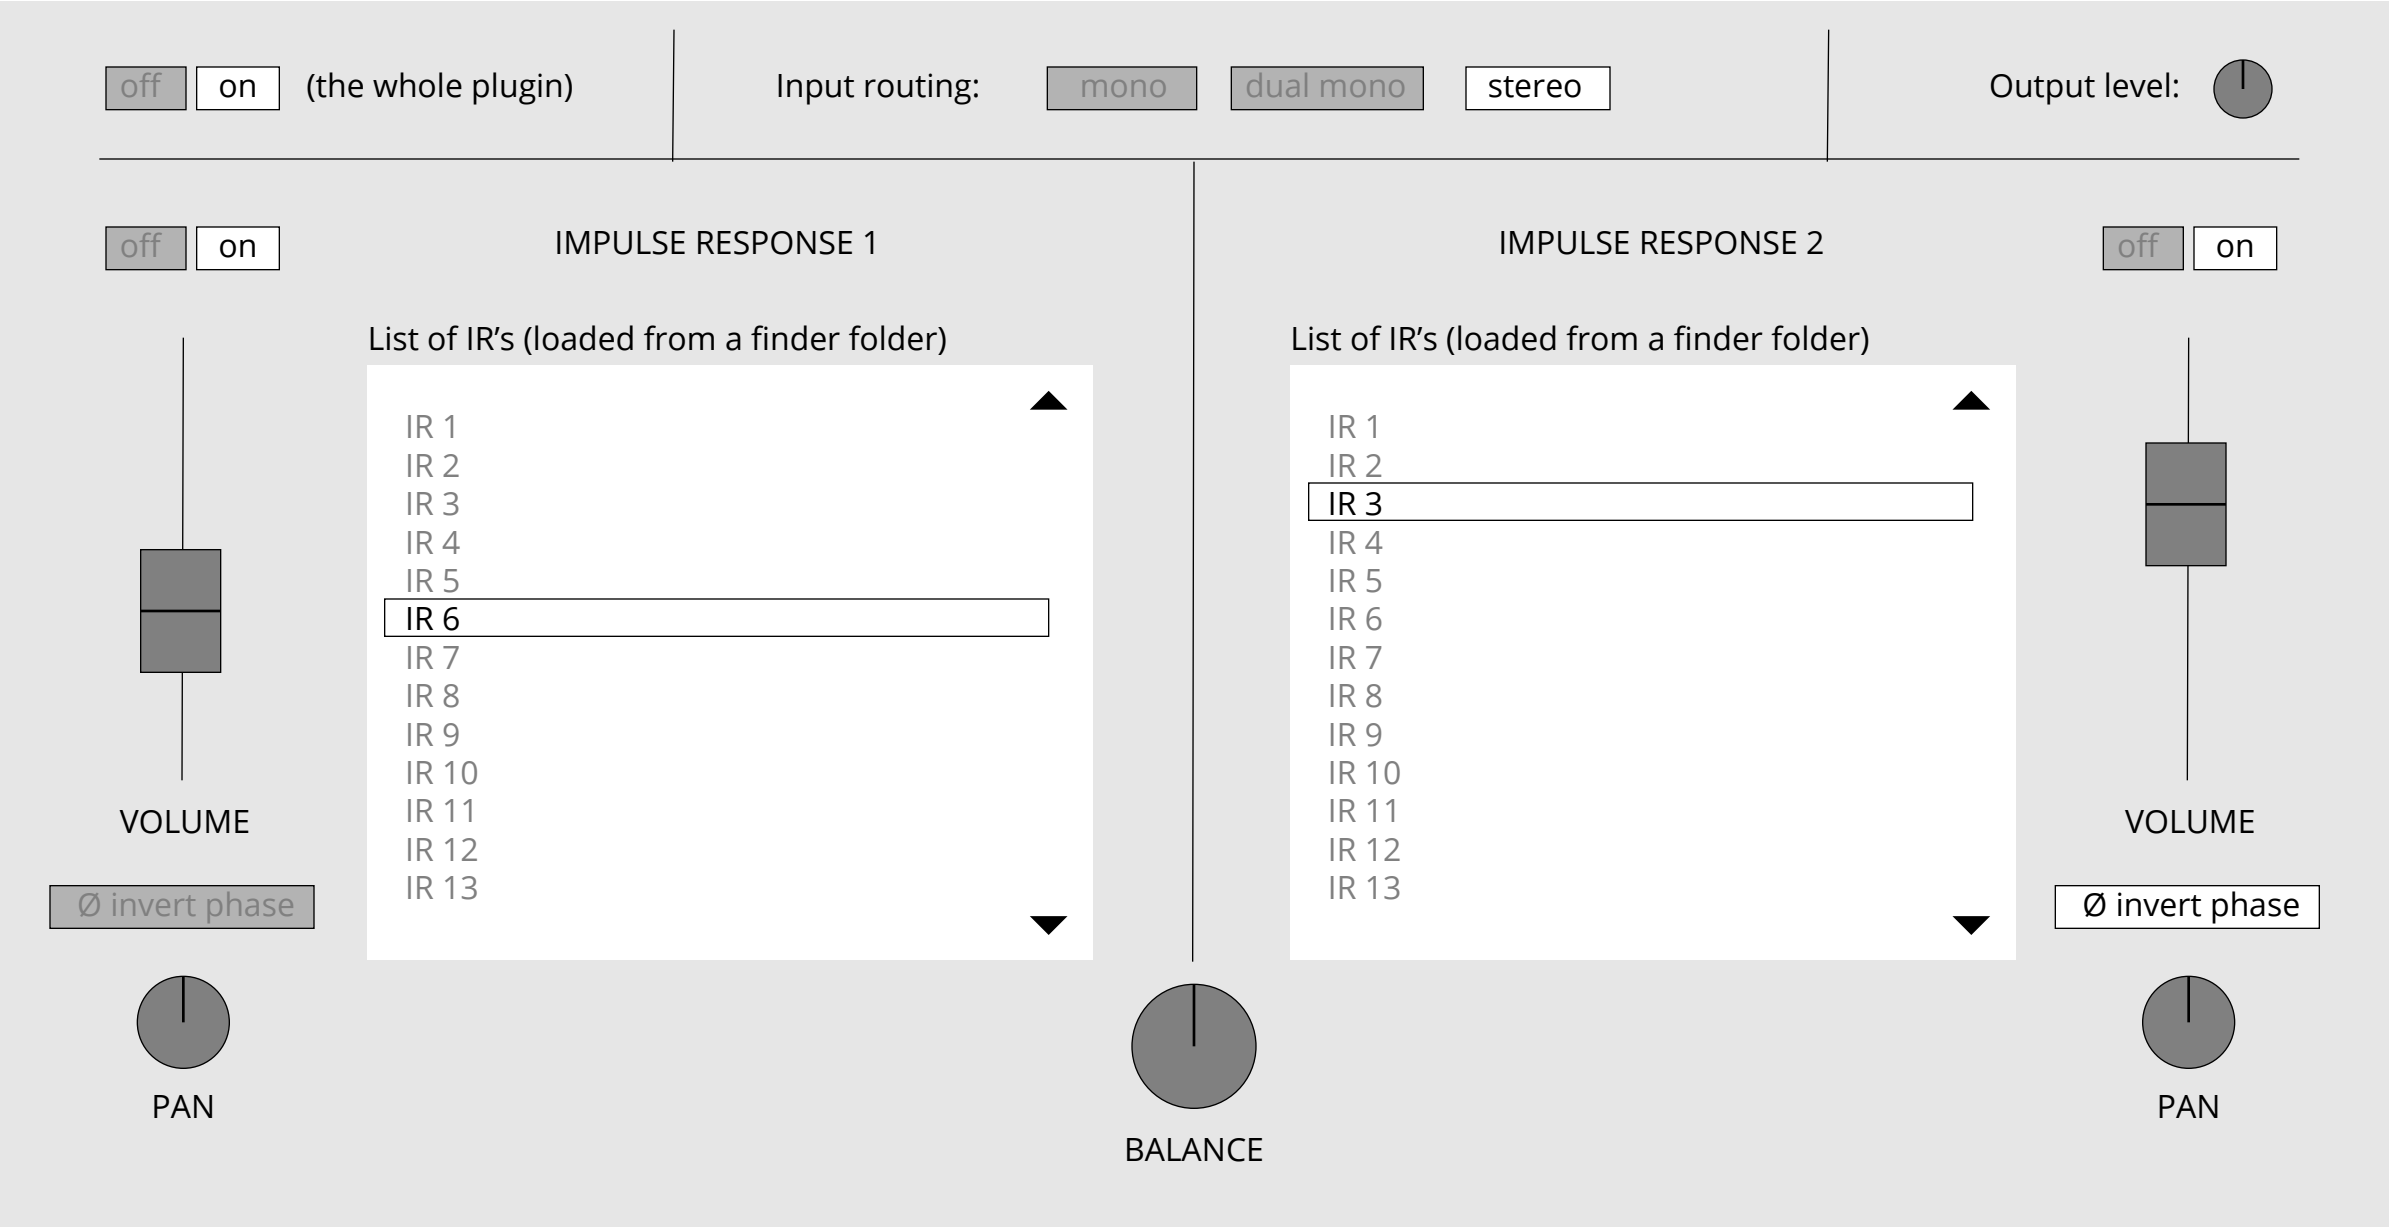 off on (the whole plugin) Input routing: mono dual mono stereo Output level:
off on IMPULSE RESPONSE 1 IMPULSE RESPONSE 2 off on
List of IR’s (loaded from a finder folder) List of IR’s (loaded from a finder folder)
IR 1 IR 1
IR 2 IR 2
IR 3 IR 3
IR 4 IR 4
IR 5 IR 5
IR 6 IR 6
IR 7 IR 7
IR 8 IR 8
IR 9 IR 9
IR 10 IR 10
IR 11 IR 11
VOLUME VOLUME
IR 12 IR 12
IR 13 IR 13
Ø invert phase Ø invert phase
PAN PAN
BALANCE